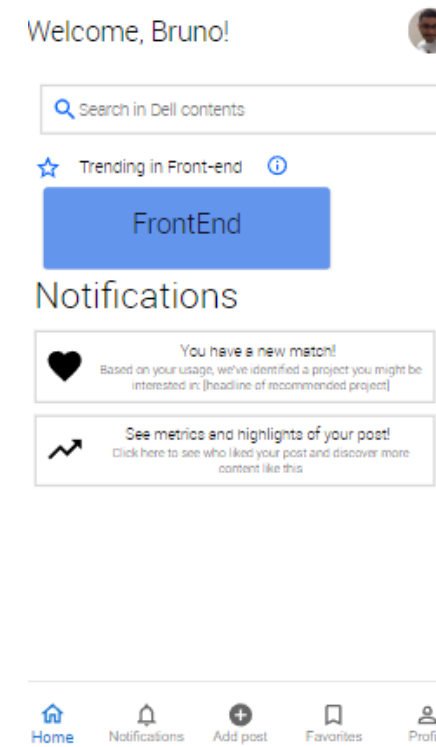 Welcome, Bruno!
Search in Dell contents
Trending in Front-end
FrontEnd
Notifications
You have a new match!
Based on your usage, we've identified a project you might be
interested in: [headline of recommended project]
See metrics and highlights of your post!
Click here to see who liked your post and discover more
content like this
Home Notifications Add post Favorites Profi